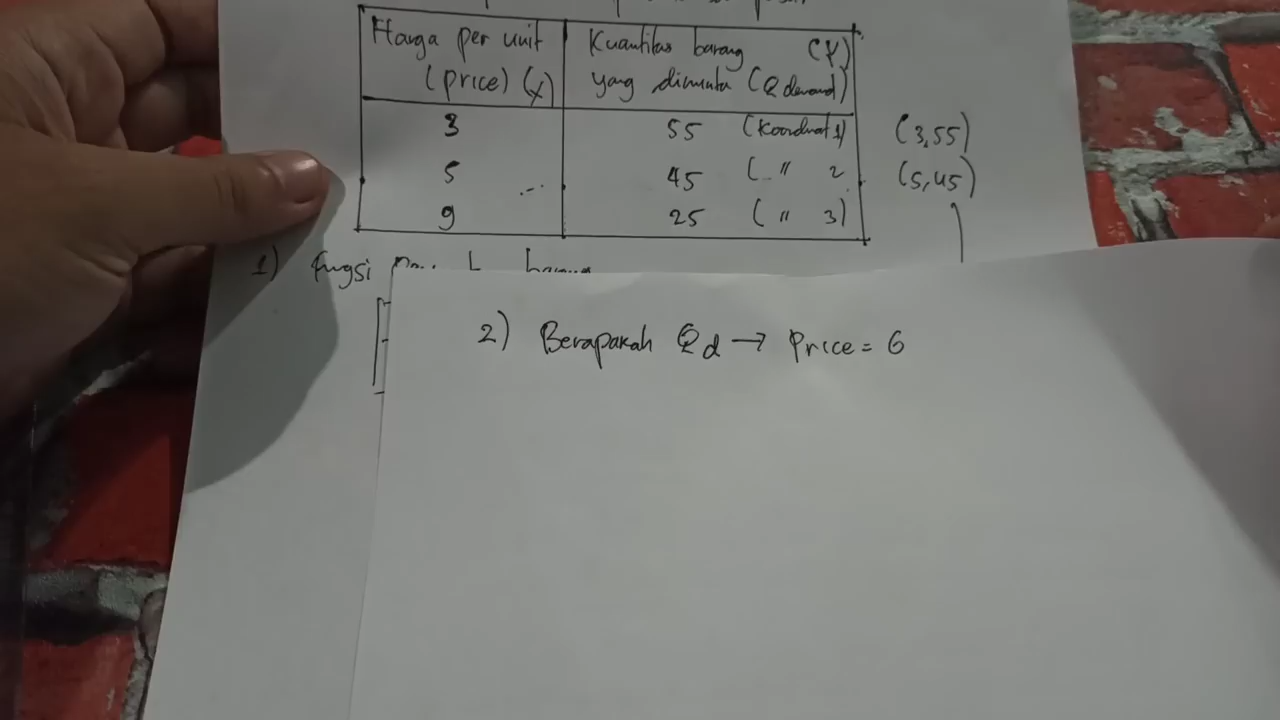 Harga per unit
(price) (x)
Kuantitas barang (Y)
yang diminta (Q demand)
3 55 (Koordinat 1) (3,55)
5 ... 45 ( " 2 (5,45)
9 25 ( " 3)
1) fungsi
2) Berapakah Qd → Price = 6